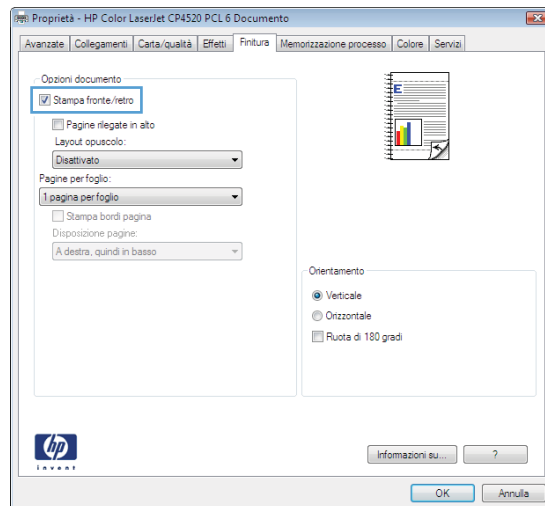 Proprietà - HP Color LaserJet CP4520 PCL 6 Documento
Avanzate Collegamenti Carta/qualità Effetti Finitura Memorizzazione processo Colore Servizi
Opzioni documento
Stampa fronte/retro
Pagine rilegate in alto
Layout opuscolo:
Disattivato
Pagine per foglio:
1 pagina per foglio
Stampa bordi pagina
Disposizione pagine:
A destra, quindi in basso
E
Orientamento
Verticale
Orizzontale
Ruota di 180 gradi
hp
invent
Informazioni su... ?
OK Annulla